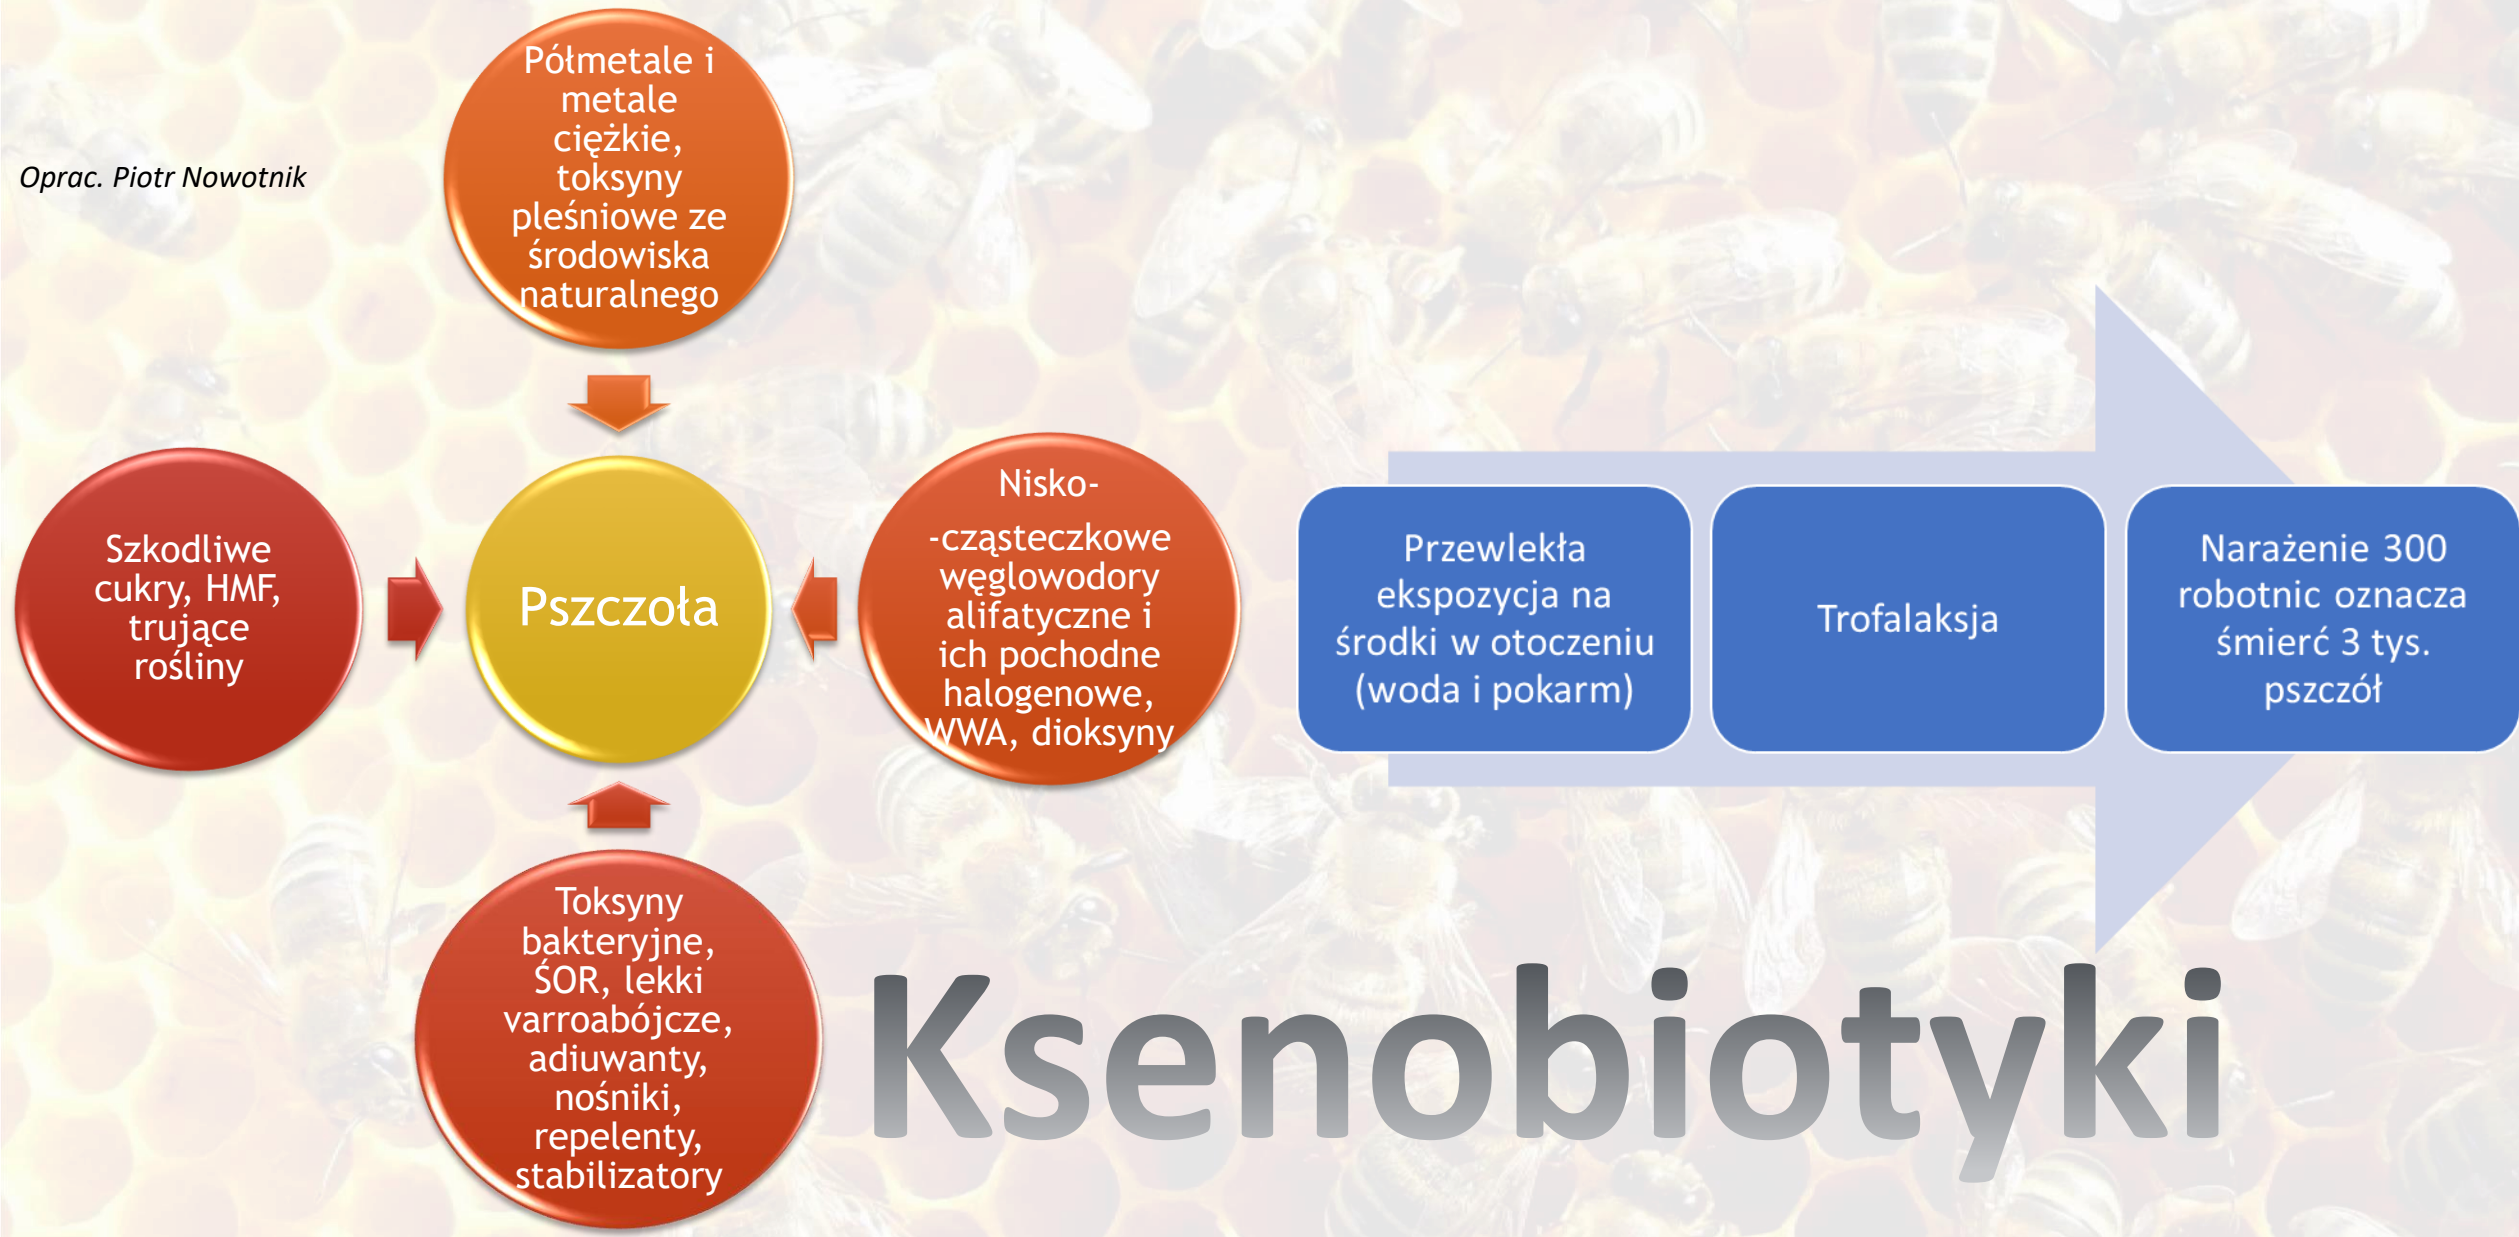 Oprac. Piotr Nowotnik
Półmetale i
metale
ciężkie,
toksyny
pleśniowe ze
środowiska
naturalnego
Szkodliwe
cukry, HMF,
trujące
rośliny
Pszczoła
Nisko-
-cząsteczkowe
węglowodory
alifatyczne i
ich pochodne
halogenowe,
WWA, dioksyny
Toksyny
bakteryjne,
ŚOR, lekki
varroabójcze,
adiuwanty,
nośniki,
repelenty,
stabilizatory
Przewlekła
ekspozycja na
środki w otoczeniu
(woda i pokarm)
Trofalaksja
Narażenie 300
robotnic oznacza
śmierć 3 tys.
pszczół
Ksenobiotyki